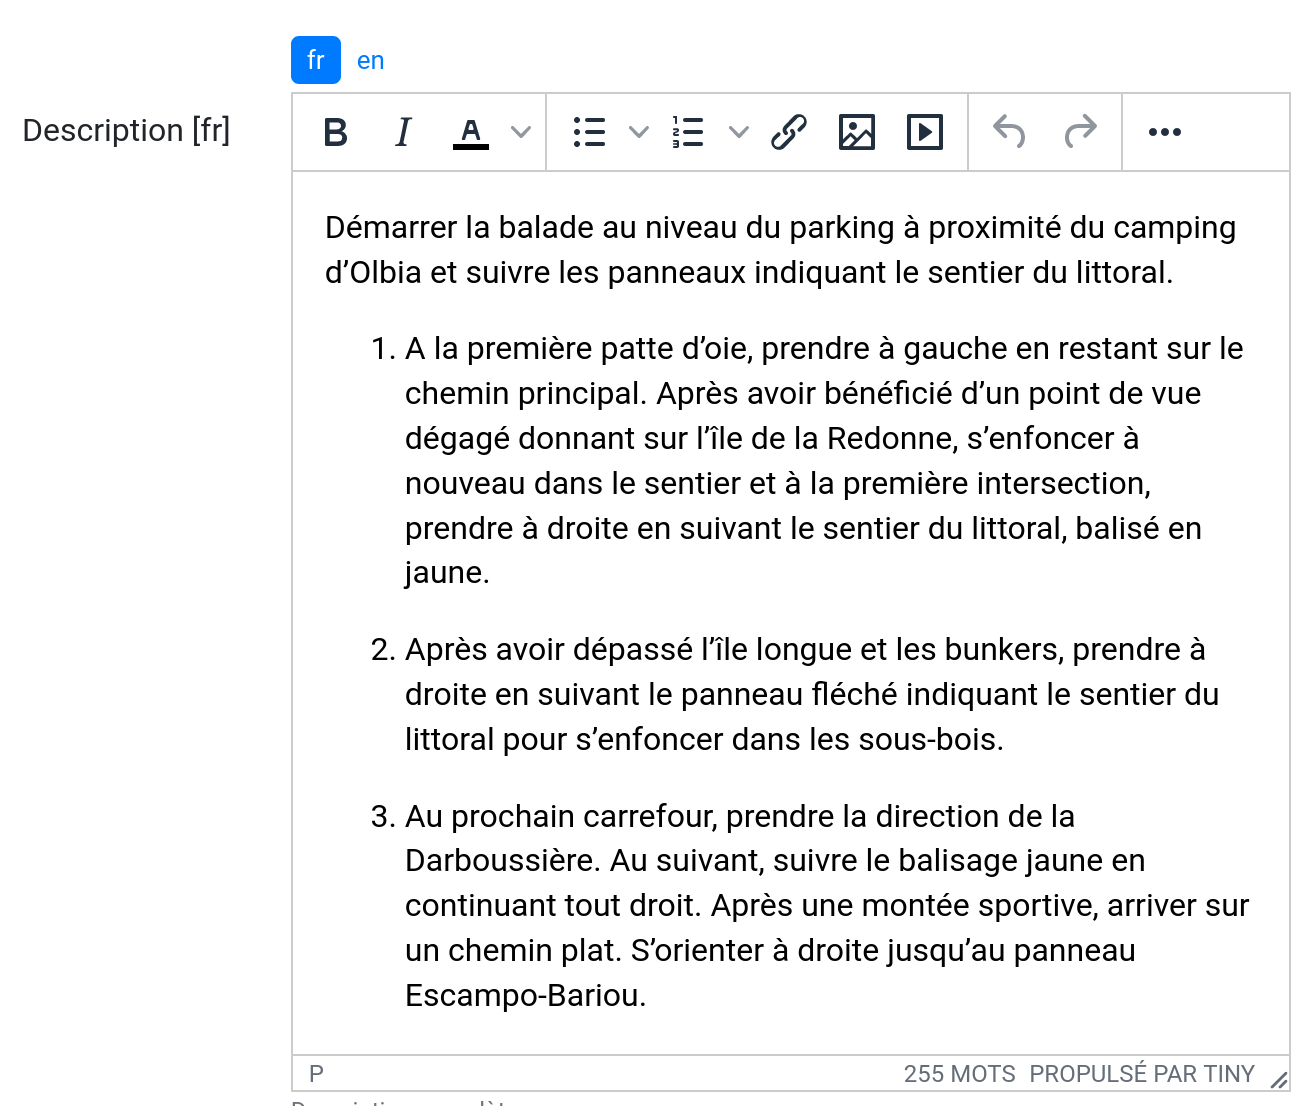 fr en
Description [fr]
B I A
Démarrer la balade au niveau du parking à proximité du camping
d’Olbia et suivre les panneaux indiquant le sentier du littoral.
1. A la première patte d’oie, prendre à gauche en restant sur le
chemin principal. Après avoir bénéficié d’un point de vue
dégagé donnant sur l’île de la Redonne, s’enfoncer à
nouveau dans le sentier et à la première intersection,
prendre à droite en suivant le sentier du littoral, balisé en
jaune.
2. Après avoir dépassé l’île longue et les bunkers, prendre à
droite en suivant le panneau fléché indiquant le sentier du
littoral pour s’enfoncer dans les sous-bois.
3. Au prochain carrefour, prendre la direction de la
Darboussière. Au suivant, suivre le balisage jaune en
continuant tout droit. Après une montée sportive, arriver sur
un chemin plat. S’orienter à droite jusqu’au panneau
Escampo-Bariou.
P 255 MOTS PROPULSÉ PAR TINY